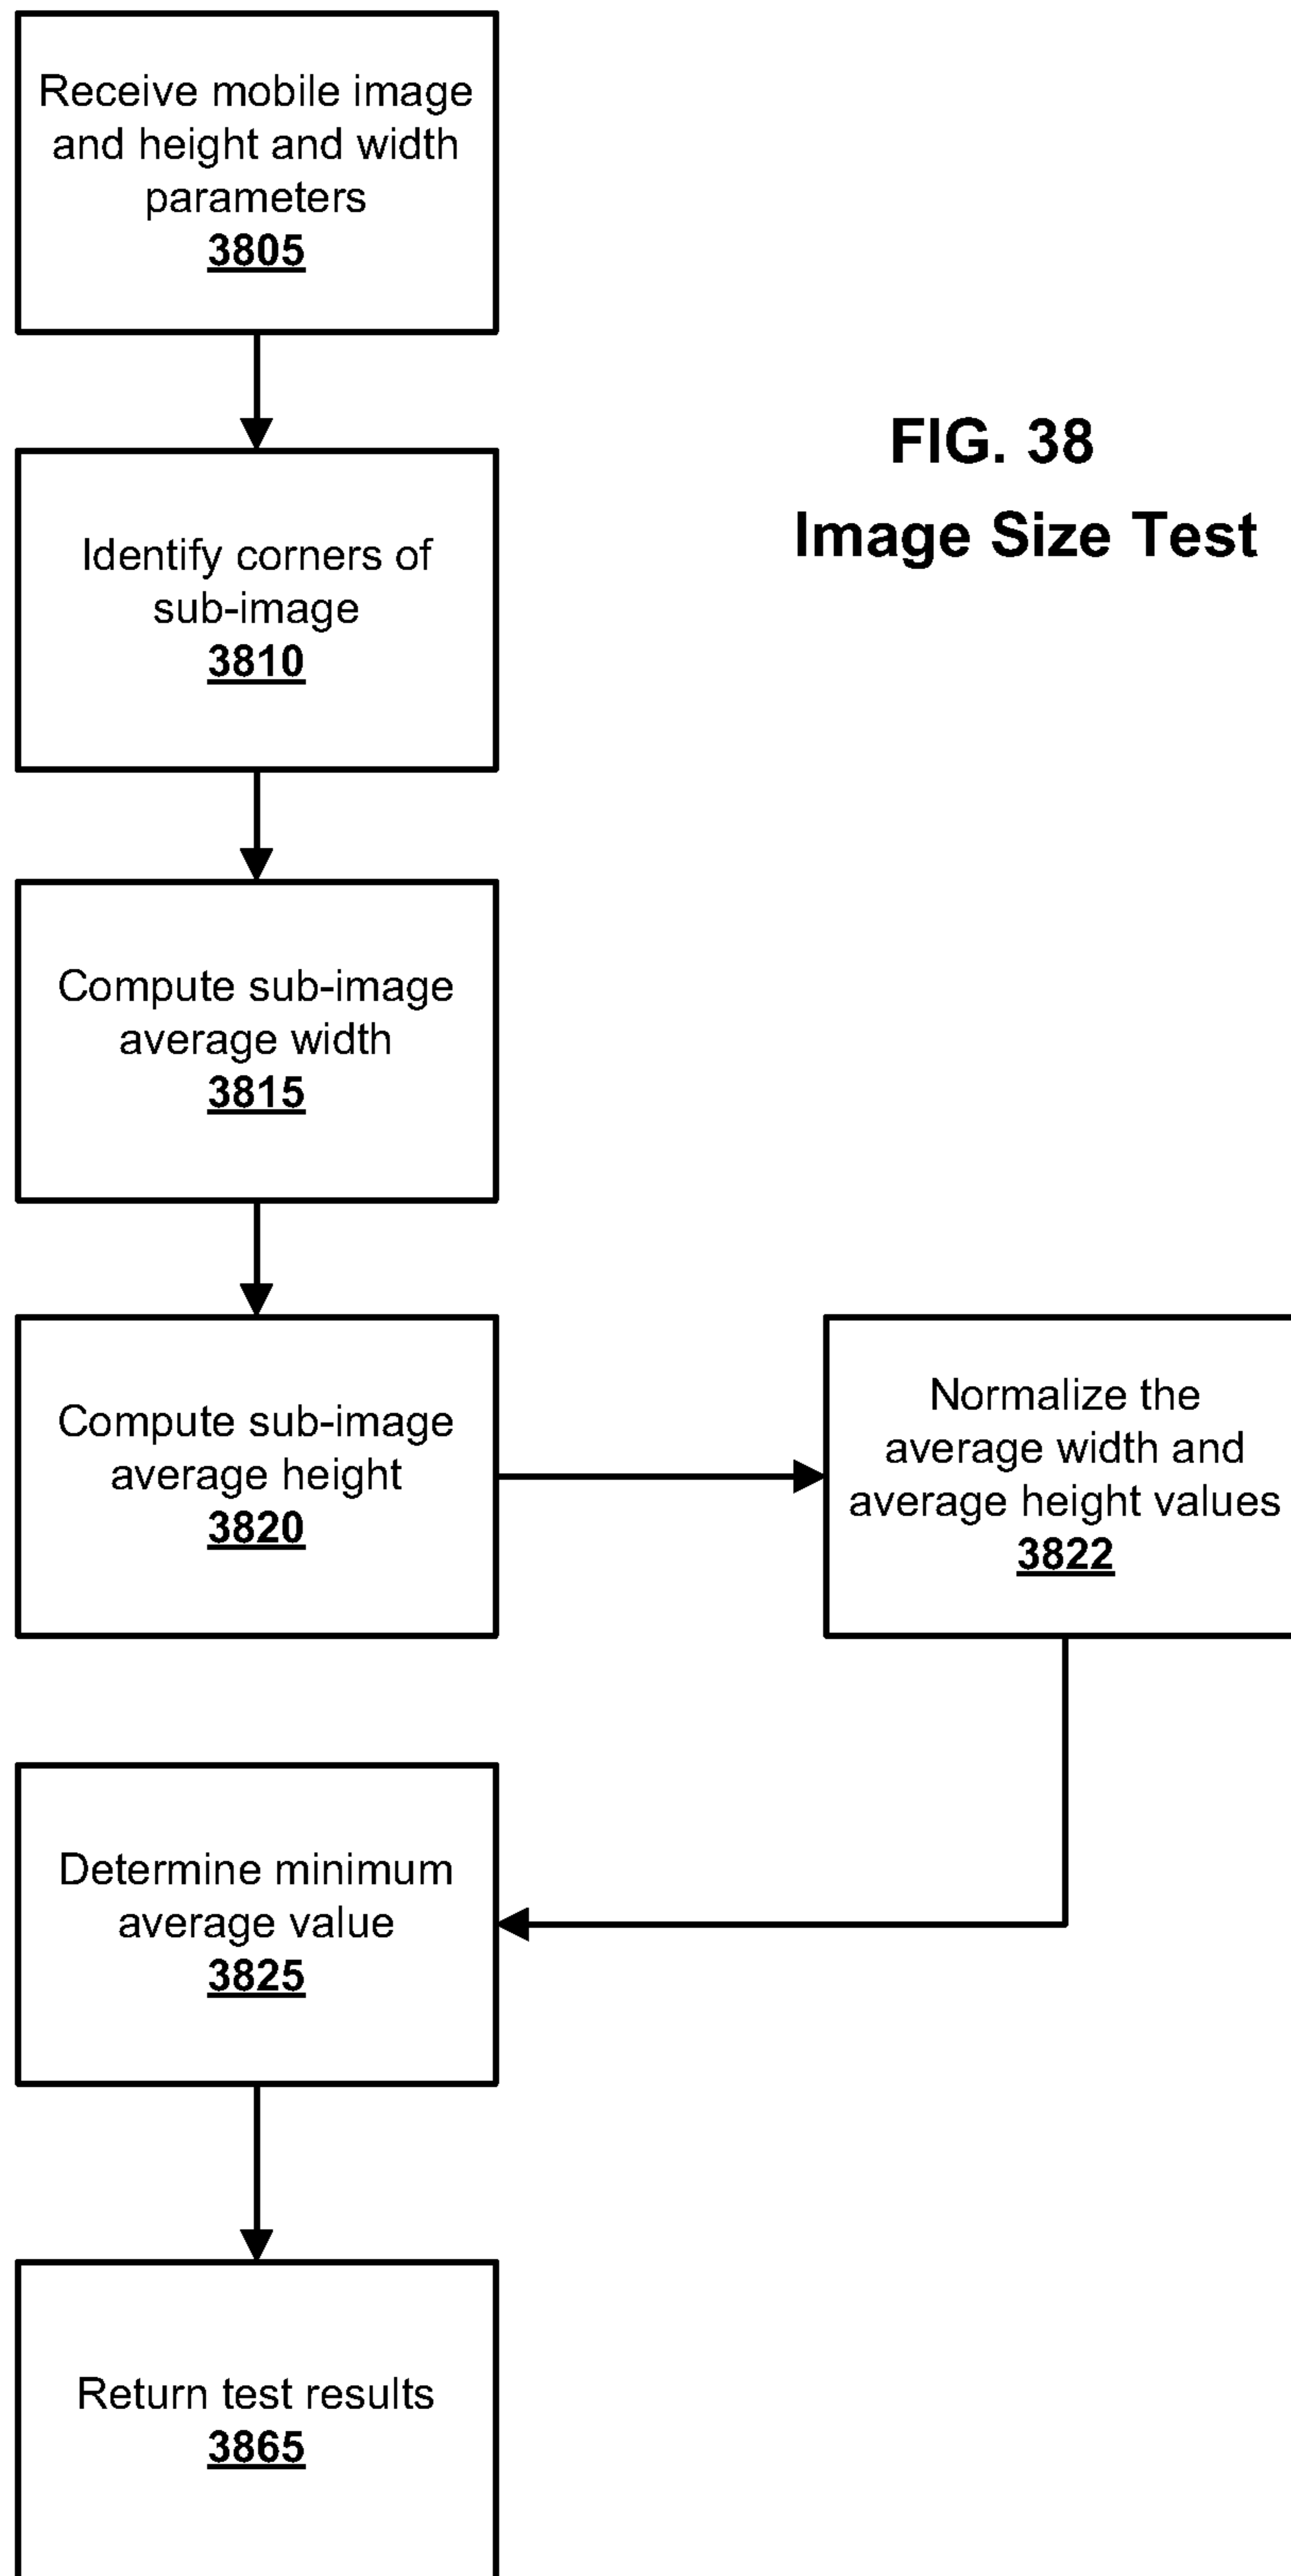 Receive mobile image
and height and width
parameters
3805
FIG. 38
Image Size Test
Identify corners of
sub-image
3810
Compute sub-image
average width
3815
Compute sub-image
average height
3820
Normalize the
average width and
average height values
3822
Determine minimum
average value
3825
Return test results
3865